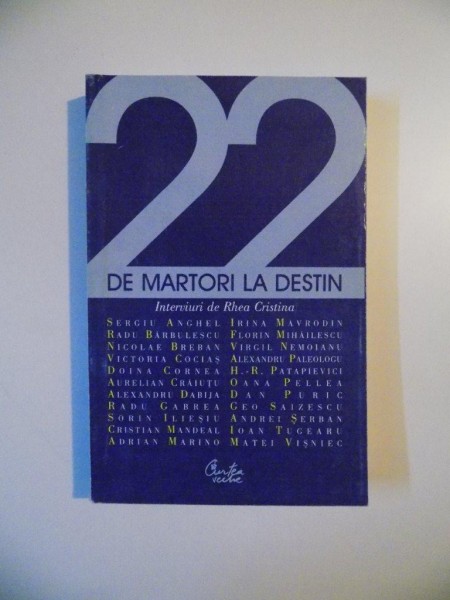 22
DE MARTORI LA DESTIN
Interviuri de Rhea Cristina
SERGIU ANGHEL
RADU BĂRBULESCU
NICOLAE BREBAN
VICTORIA COCIAȘ
DOINA CORNEA
AURELIAN CRĂIUȚU
ALEXANDRU DABIJA
RADU GABREA
SORIN ILIEȘIU
CRISTIAN MANDEAL
ADRIAN MARINO
IRINA MAVRODIN
FLORIN MIHĂILESCU
VIRGIL NEMOIANU
ALEXANDRU PALEOLOGU
H.-R. PATAPIEVICI
OANA PELLEA
DAN PURIC
GEO SAIZESCU
ANDREI ȘERBAN
IOAN TUGEARU
MATEI VIȘNIEC
Curtea
veche